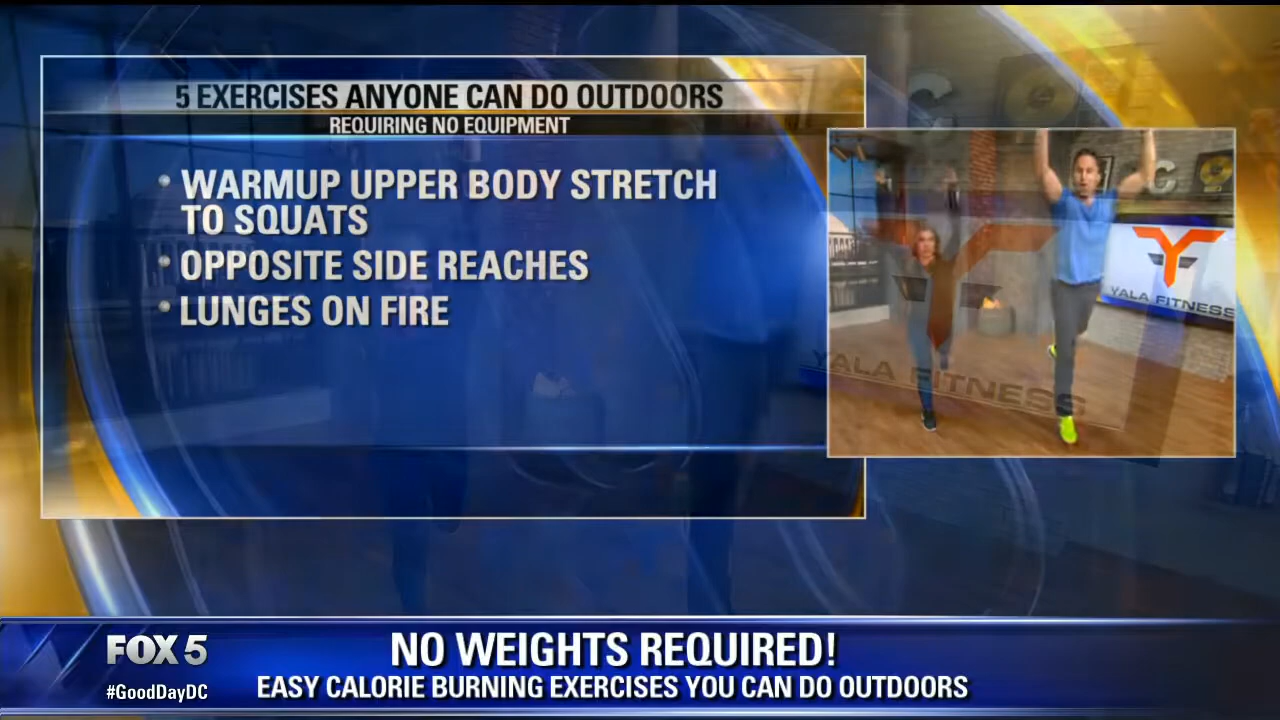 5 EXERCISES ANYONE CAN DO OUTDOORS
REQUIRING NO EQUIPMENT
WARMUP UPPER BODY STRETCH
TO SQUATS
OPPOSITE SIDE REACHES
LUNGES ON FIRE
YALA FITNESS
YALA FITNESS
FOX 5
#GoodDayDC
NO WEIGHTS REQUIRED!
EASY CALORIE BURNING EXERCISES YOU CAN DO OUTDOORS